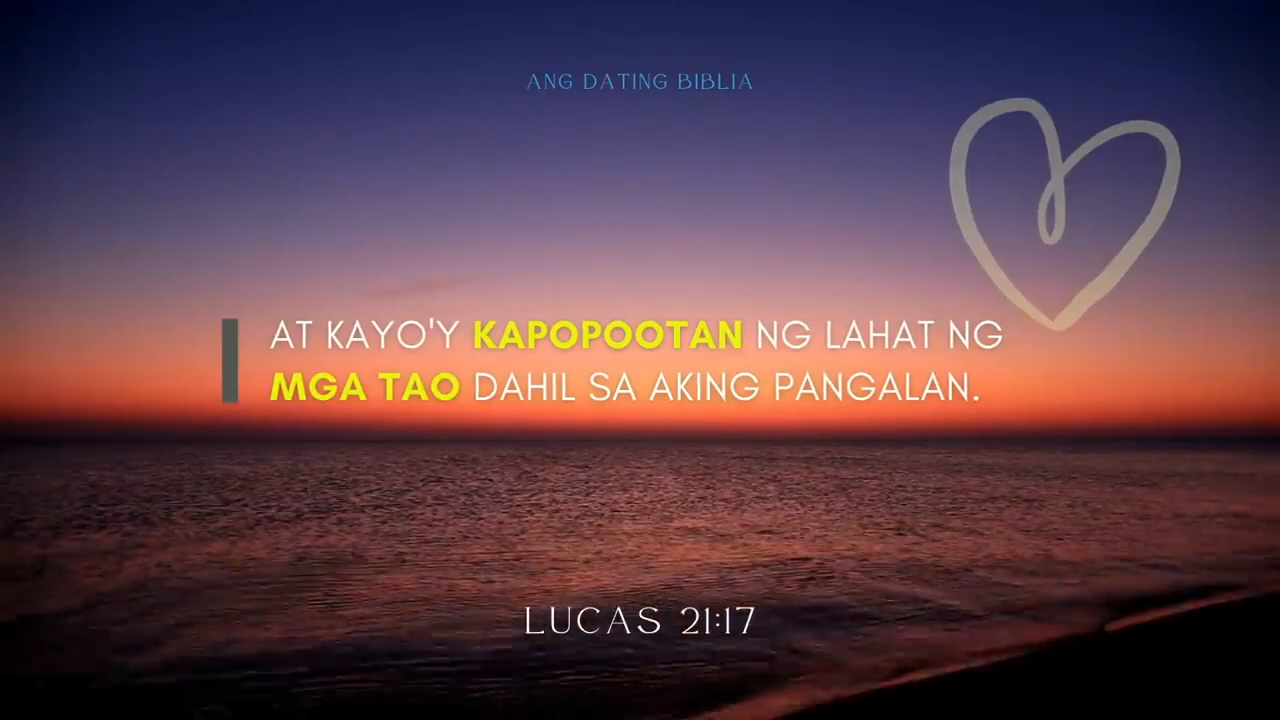 ANG DATING BIBLIA
AT KAYO'Y KAPOPOOTAN NG LAHAT NG
MGA TAO DAHIL SA AKING PANGALAN.
LUCAS 21:17